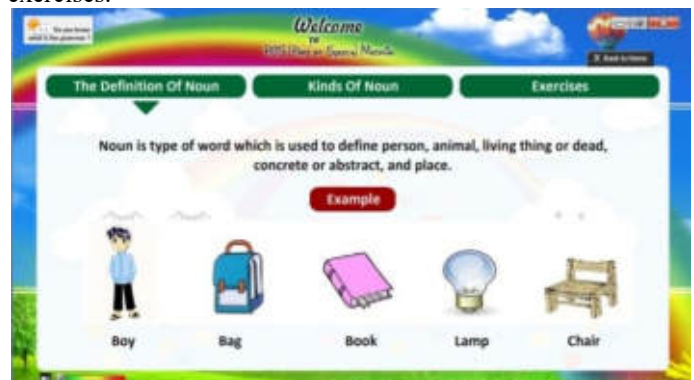 exercises.
Welcome
TO
The Definition Of Noun
Kinds Of Noun
Exercises
Noun is type of word which is used to define person, animal, living thing or dead,
concrete or abstract, and place.
Example
Boy
Bag
Book
Lamp
Chair